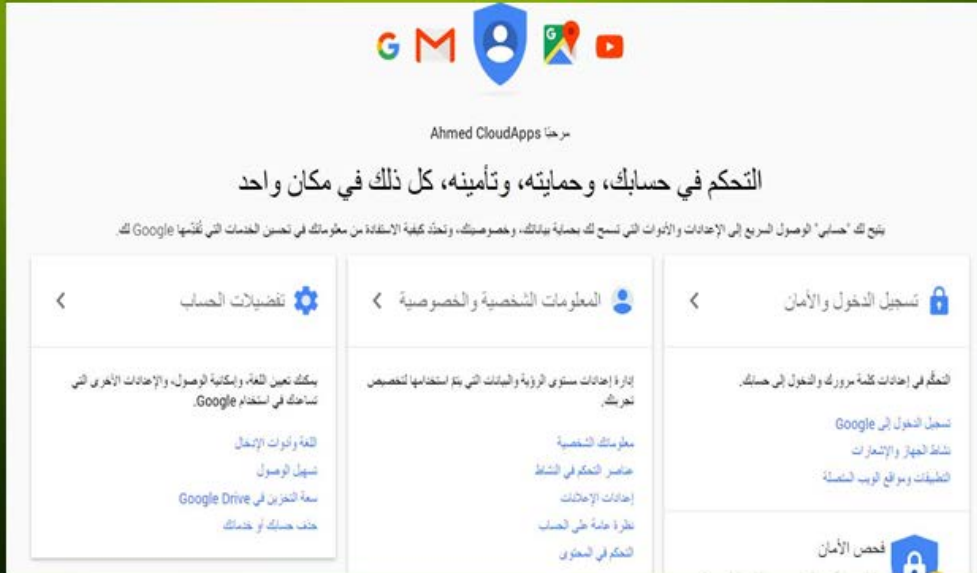 مرحبًا Ahmed CloudApps
التحكم في حسابك، وحمايته، وتأمينه، كل ذلك في مكان واحد
يتيح لك "حسابي" الوصول السريع إلى الإعدادات والأدوات التي تسمح لك بحماية بياناتك، وخصوصيتك، وتحدّد كيفية الاستفادة من معلوماتك في تحسين الخدمات التي تُقدّمها Google لك.
تسجيل الدخول والأمان
التحكّم في إعدادات كلمة مرورك والدخول إلى حسابك.
تسجيل الدخول إلى Google
نشاط الجهاز والإشعارات
التطبيقات ومواقع الويب المتصلة
فحص الأمان
المعلومات الشخصية والخصوصية
إدارة إعدادات مستوى الرؤية والبيانات التي يتم استخدامها لتخصيص
تجربتك.
معلوماتك الشخصية
عناصر التحكم في النشاط
إعدادات الإعلانات
نظرة عامة على الحساب
التحكم في المحتوى
تفضيلات الحساب
يمكنك تعيين اللغة، وإمكانية الوصول، والإعدادات الأخرى التي
تساعدك في استخدام Google.
اللغة وأدوات الإدخال
تسهيل الوصول
سعة التخزين في Google Drive
حذف حسابك أو خدماتك